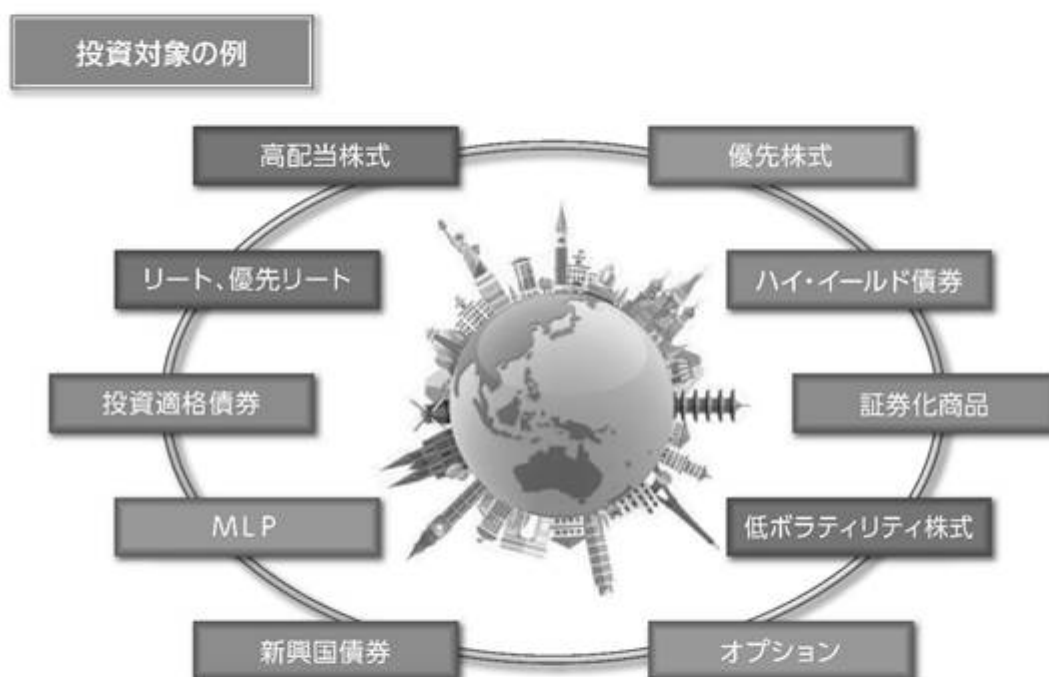 投資対象の例
高配当株式
優先株式
リート、優先リート
ハイ・イールド債券
投資適格債券
証券化商品
MLP
低ボラティリティ株式
新興国債券
オプション